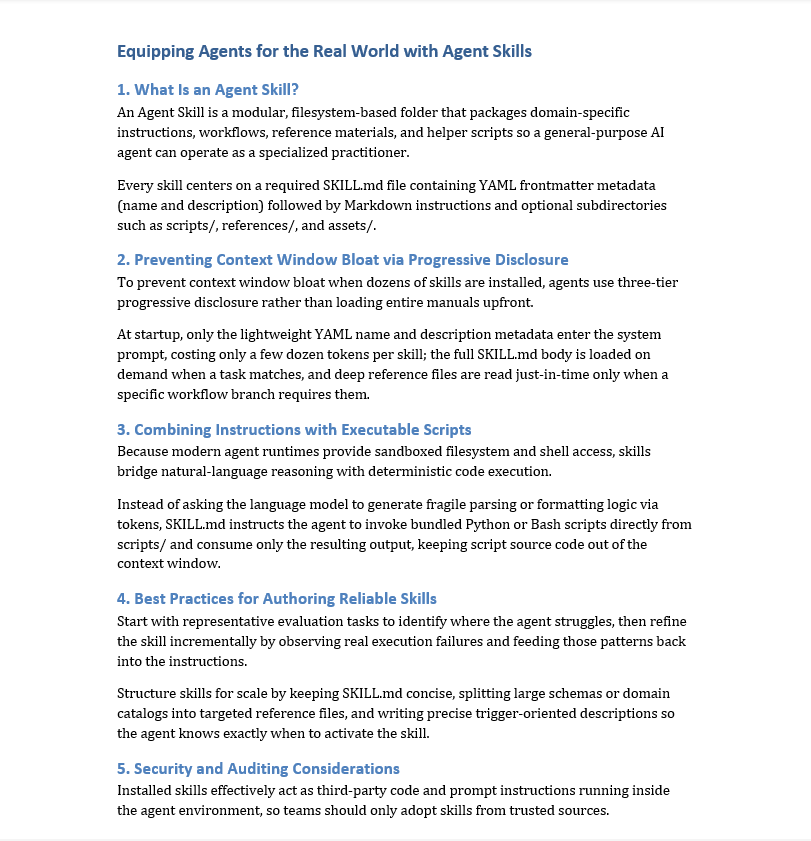 Equipping Agents for the Real World with Agent Skills
1. What Is an Agent Skill?
An Agent Skill is a modular, filesystem-based folder that packages domain-specific
instructions, workflows, reference materials, and helper scripts so a general-purpose AI
agent can operate as a specialized practitioner.
Every skill centers on a required SKILL.md file containing YAML frontmatter metadata
(name and description) followed by Markdown instructions and optional subdirectories
such as scripts/, references/, and assets/.
2. Preventing Context Window Bloat via Progressive Disclosure
To prevent context window bloat when dozens of skills are installed, agents use three-tier
progressive disclosure rather than loading entire manuals upfront.
At startup, only the lightweight YAML name and description metadata enter the system
prompt, costing only a few dozen tokens per skill; the full SKILL.md body is loaded on
demand when a task matches, and deep reference files are read just-in-time only when a
specific workflow branch requires them.
3. Combining Instructions with Executable Scripts
Because modern agent runtimes provide sandboxed filesystem and shell access, skills
bridge natural-language reasoning with deterministic code execution.
Instead of asking the language model to generate fragile parsing or formatting logic via
tokens, SKILL.md instructs the agent to invoke bundled Python or Bash scripts directly from
scripts/ and consume only the resulting output, keeping script source code out of the
context window.
4. Best Practices for Authoring Reliable Skills
Start with representative evaluation tasks to identify where the agent struggles, then refine
the skill incrementally by observing real execution failures and feeding those patterns back
into the instructions.
Structure skills for scale by keeping SKILL.md concise, splitting large schemas or domain
catalogs into targeted reference files, and writing precise trigger-oriented descriptions so
the agent knows exactly when to activate the skill.
5. Security and Auditing Considerations
Installed skills effectively act as third-party code and prompt instructions running inside
the agent environment, so teams should only adopt skills from trusted sources.